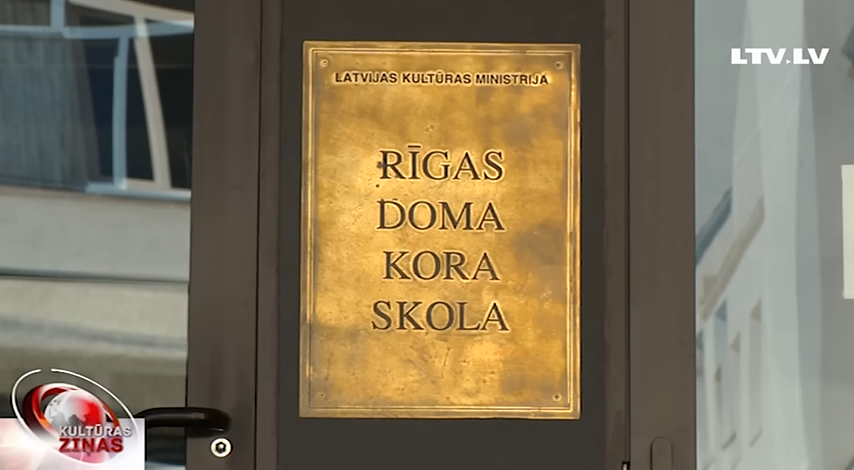 LTV.LV
LATVIJAS KULTŪRAS MINISTRIJA
RĪGAS
DOMA
KORA
SKOLA
KULTŪRAS
ZIŅAS